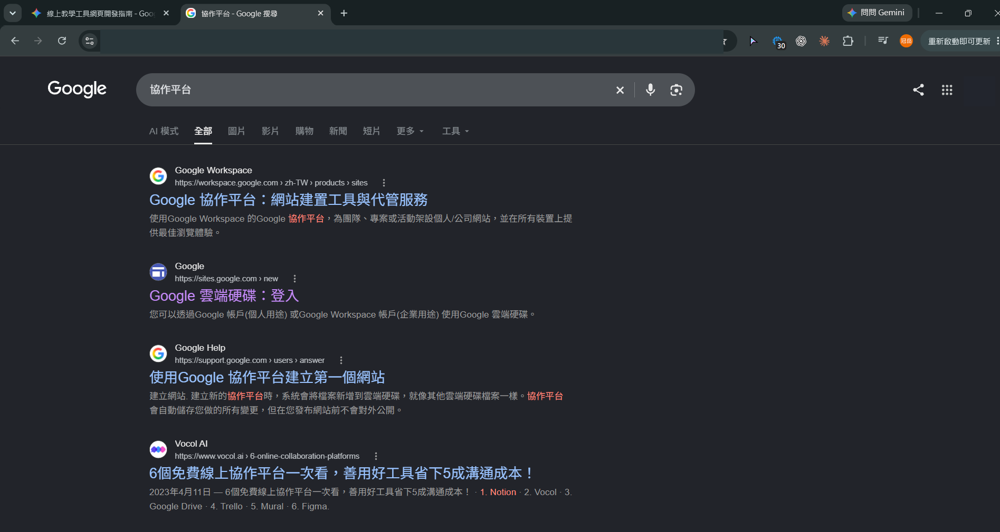 線上教學工具網頁開發指南 - Goo
協作平台 - Google 搜尋
問問 Gemini
30
冠岳
重新啟動即可更新
Google
協作平台
AI 模式 全部 圖片 影片 購物 新聞 短片 更多 工具
Google Workspace
https://workspace.google.com › zh-TW › products › sites
Google 協作平台：網站建置工具與代管服務
使用Google Workspace 的Google 協作平台，為團隊、專案或活動架設個人/公司網站，並在所有裝置上提
供最佳瀏覽體驗。
Google
https://sites.google.com › new
Google 雲端硬碟：登入
您可以透過Google 帳戶(個人用途) 或Google Workspace 帳戶(企業用途) 使用Google 雲端硬碟。
Google Help
https://support.google.com › users › answer
使用Google 協作平台建立第一個網站
建立網站. 建立新的協作平台時，系統會將檔案新增到雲端硬碟，就像其他雲端硬碟檔案一樣。協作平台
會自動儲存您做的所有變更，但在您發布網站前不會對外公開。
Vocol AI
https://www.vocol.ai › 6-online-collaboration-platforms
6個免費線上協作平台一次看，善用好工具省下5成溝通成本！
2023年4月11日 — 6個免費線上協作平台一次看，善用好工具省下5成溝通成本！ · 1. Notion · 2. Vocol · 3.
Google Drive · 4. Trello · 5. Mural · 6. Figma.